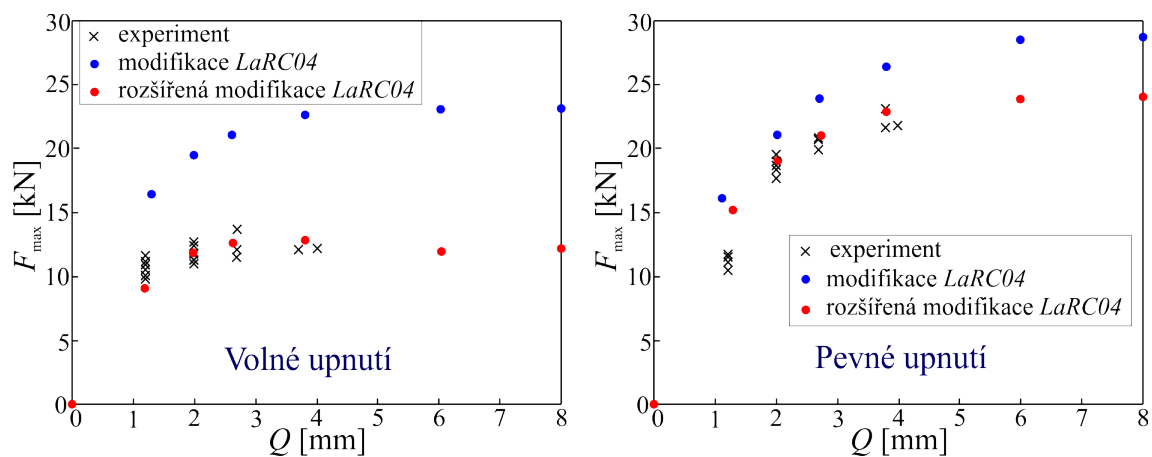 30
25
20
15
10
5
0
F max [kN]
experiment
modifikace LaRC04
rozšířená modifikace LaRC04
Volné upnutí
0 1 2 3 4 5 6 7 8
Q [mm]
30
25
20
15
10
5
0
F max [kN]
experiment
modifikace LaRC04
rozšířená modifikace LaRC04
Pevné upnutí
0 1 2 3 4 5 6 7 8
Q [mm]